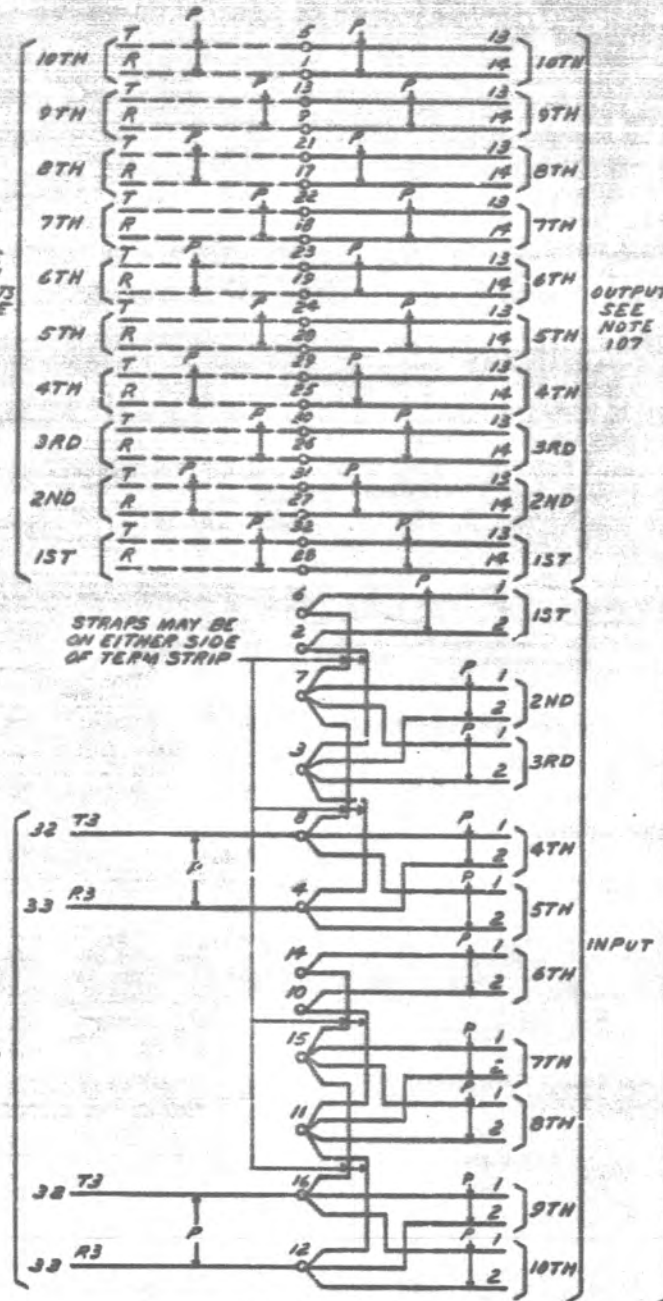 10TH T P 5 P 13 10TH
R 1 14
9TH T P 13 P 13 9TH
R 9 14
8TH T P 21 P 13 8TH
R 17 14
7TH T P 22 P 13 7TH
R 18 14
6TH T P 23 P 13 6TH
R 19 14
5TH T P 24 P 13 5TH
R 20 14
4TH T P 29 P 13 4TH
R 25 14
3RD T P P 13 3RD
R 26 14
2ND T P 31 P 13 2ND
R 27 14
1ST T P P 13 1ST
R 28 14
OUTPUT
SEE
NOTE
107
6 P 1 1ST
2 2
STRAPS MAY BE
ON EITHER SIDE
OF TERM STRIP
7 P 1 2ND
2
3 P 1 3RD
2
32 T3 P 8 P 1 4TH
2
33 R3 4 P 1 5TH
2
14 P 1 6TH
10 2
INPUT
15 P 1 7TH
2
11 P 1 8TH
2
38 T3 P 16 P 1 9TH
2
39 R3 12 P 1 10TH
2